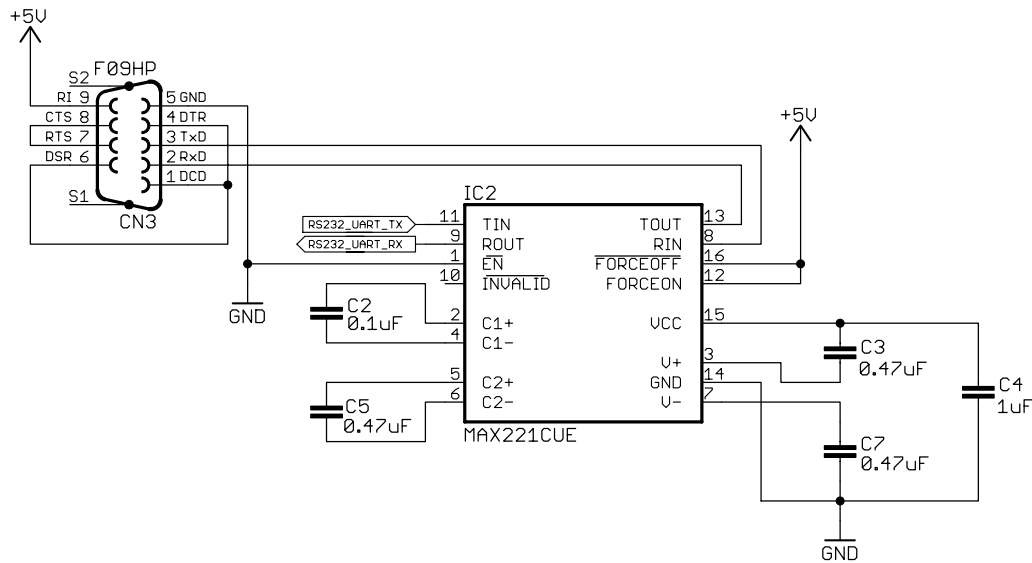 +5V
F09HP
S2
RI 9
5 GND
CTS 8
4 DTR
RTS 7
3 TxD
DSR 6
2 RxD
1 DCD
S1
CN3
+5V
IC2
RS232_UART_TX
11 TIN
TOUT 13
RS232_UART_RX
9 ROUT
RIN 8
1 EN
FORCEOFF 16
10 INVALID
FORCEON 12
GND
C2
0.1uF
2 C1+
VCC 15
4 C1-
C3
0.47uF
V+ 3
5 C2+
GND 14
6 C2-
V- 7
C4
1uF
C5
0.47uF
MAX221CUE
C7
0.47uF
GND